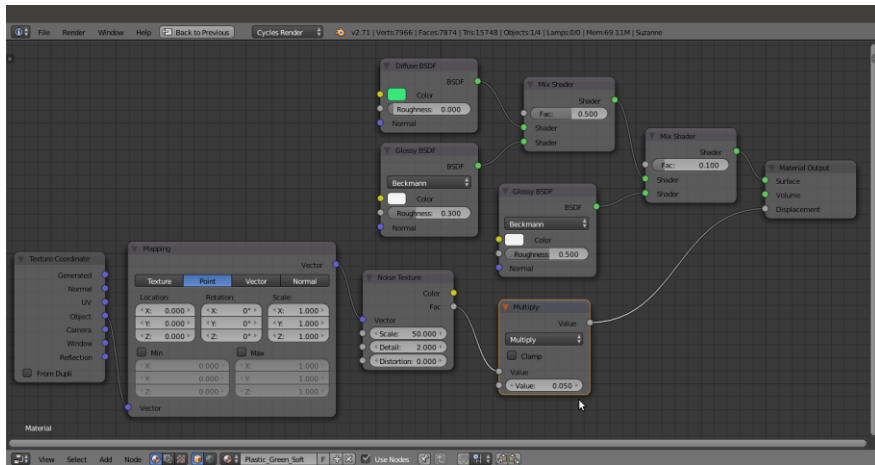 File Render Window Help Back to Previous Cycles Render v2.71 | Verts:7966 | Faces:7874 | Tris:15748 | Objects:1/4 | Lamps:0/0 | Mem:69.11M | Suzanne
Diffuse BSDF
BSDF
Color
Roughness: 0.000
Normal
Mix Shader
Shader
Fac: 0.500
Shader
Shader
Mix Shader
Shader
Fac: 0.100
Shader
Shader
Material Output
Surface
Volume
Displacement
Glossy BSDF
BSDF
Beckmann
Color
Roughness: 0.300
Normal
Glossy BSDF
BSDF
Beckmann
Color
Roughness: 0.500
Normal
Texture Coordinate
Generated
Normal
UV
Object
Camera
Window
Reflection
From Dupli
Mapping
Vector
Texture Point Vector Normal
Location: Rotation: Scale:
X: 0.000 X: 0° X: 1.000
Y: 0.000 Y: 0° Y: 1.000
Z: 0.000 Z: 0° Z: 1.000
Min Max
X: 0.000 X: 1.000
Y: 0.000 Y: 1.000
Z: 0.000 Z: 1.000
Vector
Noise Texture
Color
Fac
Vector
Scale: 50.000
Detail: 2.000
Distortion: 0.000
Multiply
Value
Multiply
Clamp
Value
Value: 0.050
Material
View Select Add Node Plastic_Green_Soft F Use Nodes